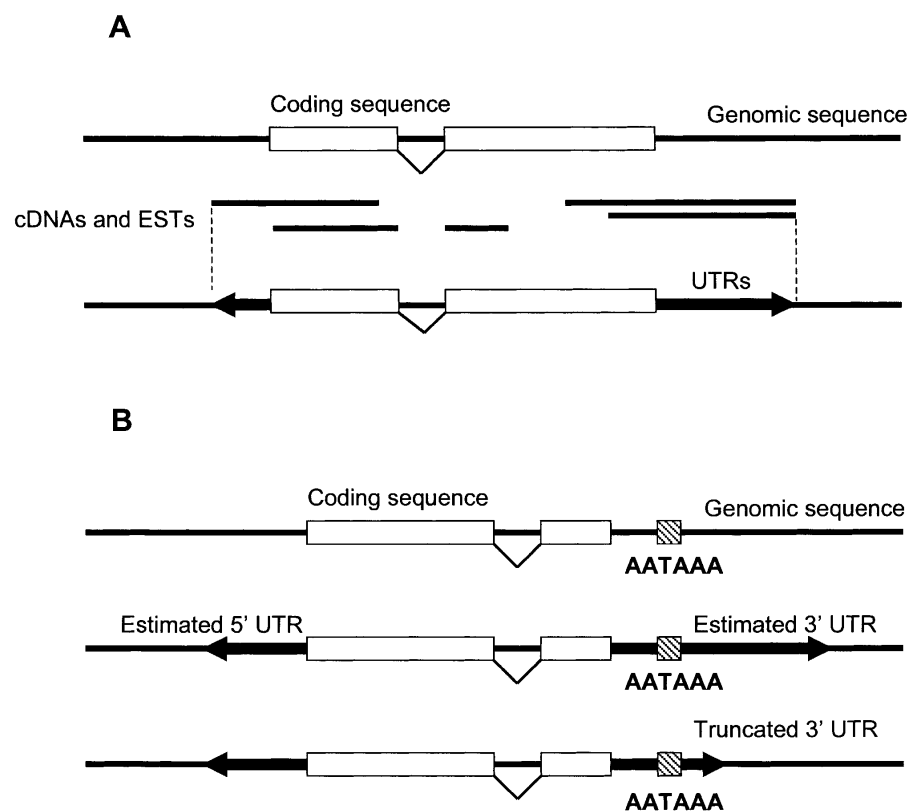 A
Coding sequence
Genomic sequence
cDNAs and ESTs
UTRs
B
Coding sequence
Genomic sequence
AATAAA
Estimated 5' UTR
Estimated 3' UTR
AATAAA
Truncated 3' UTR
AATAAA